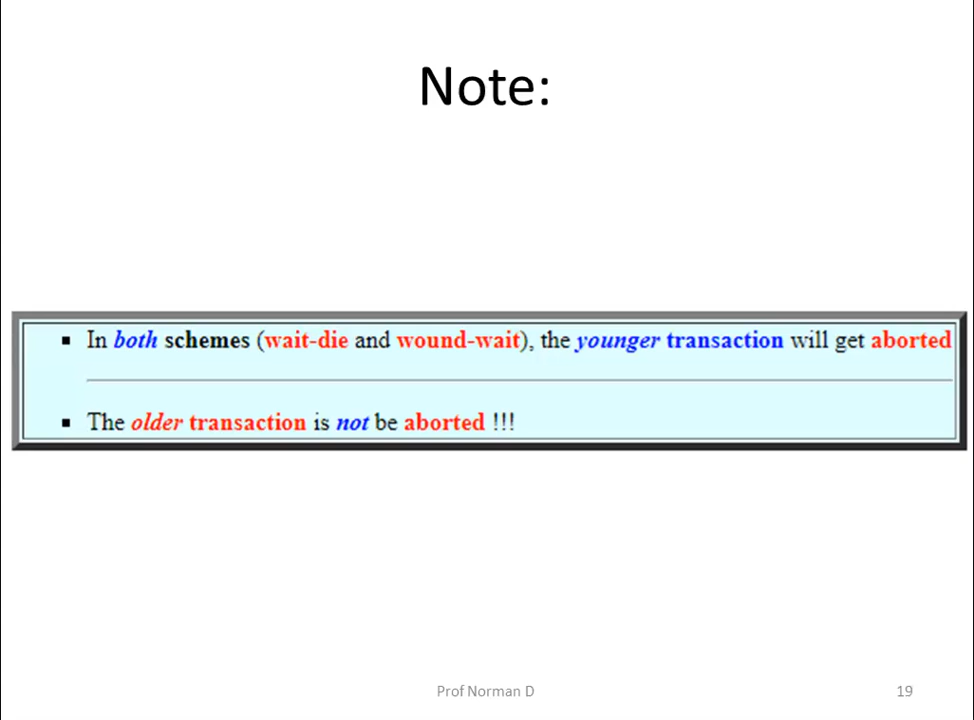 Note:
▪ In both schemes (wait-die and wound-wait), the younger transaction will get aborted
▪ The older transaction is not be aborted !!!
Prof Norman D
19